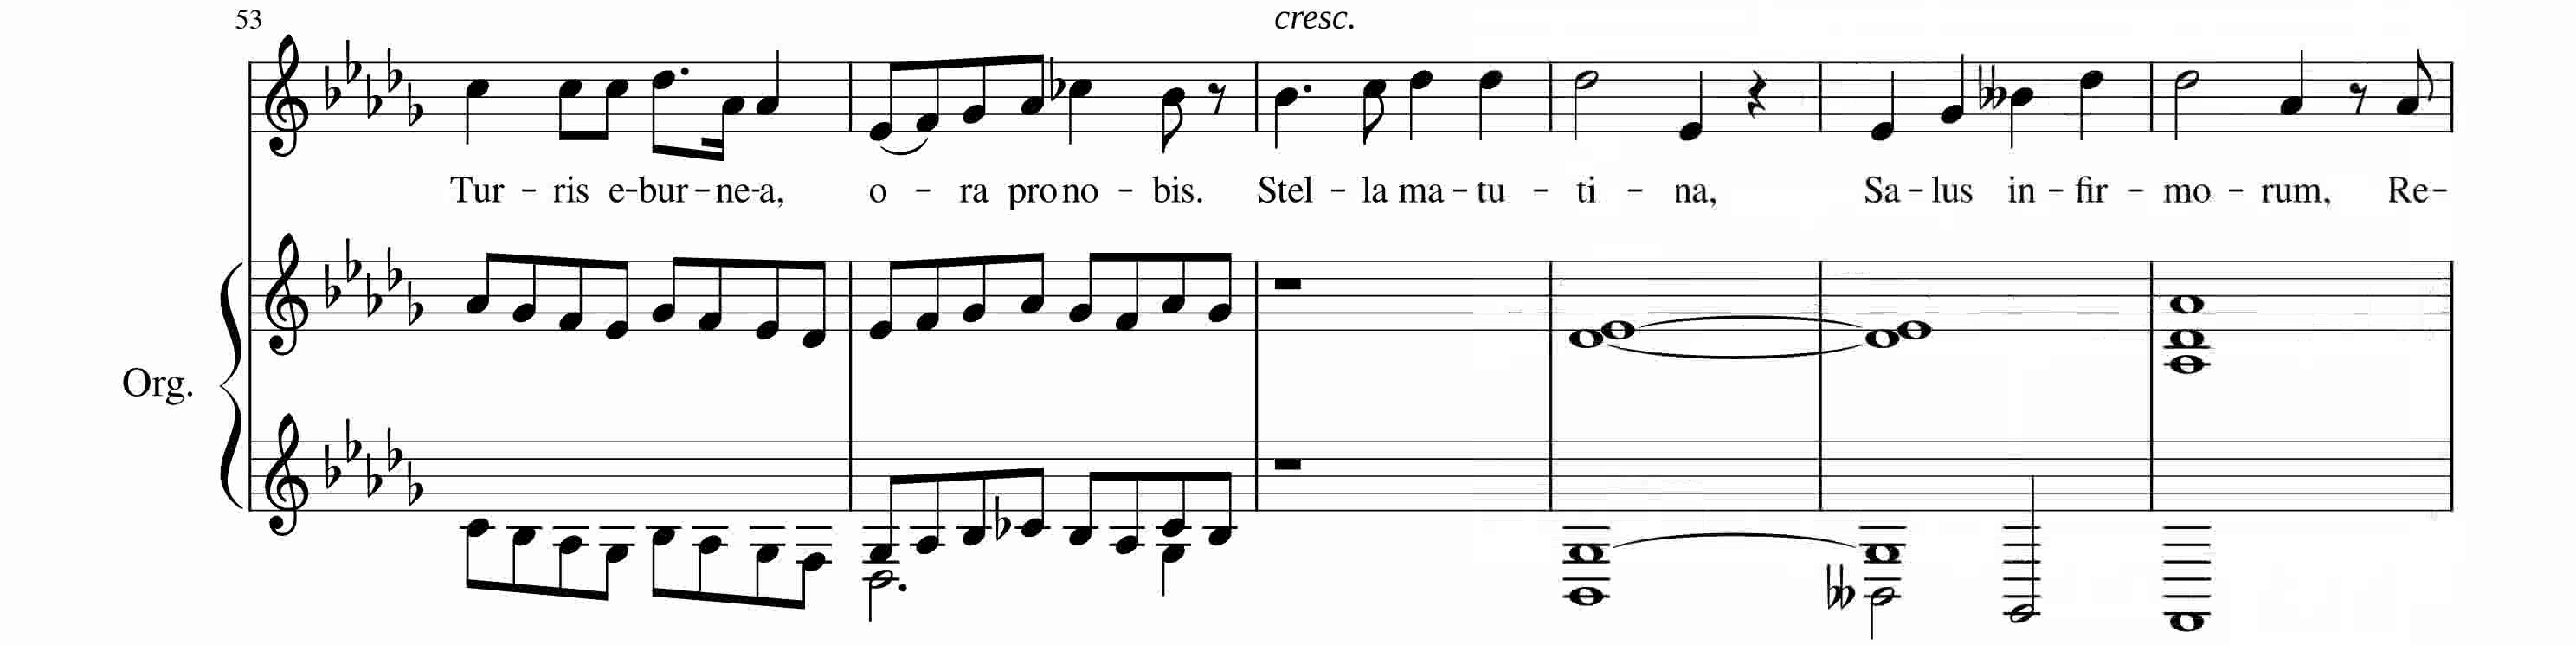 53
cresc.
Tur - ris e-bur-ne-a, o - ra pro no - bis. Stel - la ma-tu - ti - na, Sa-lus in-fir - mo - rum, Re-
Org.